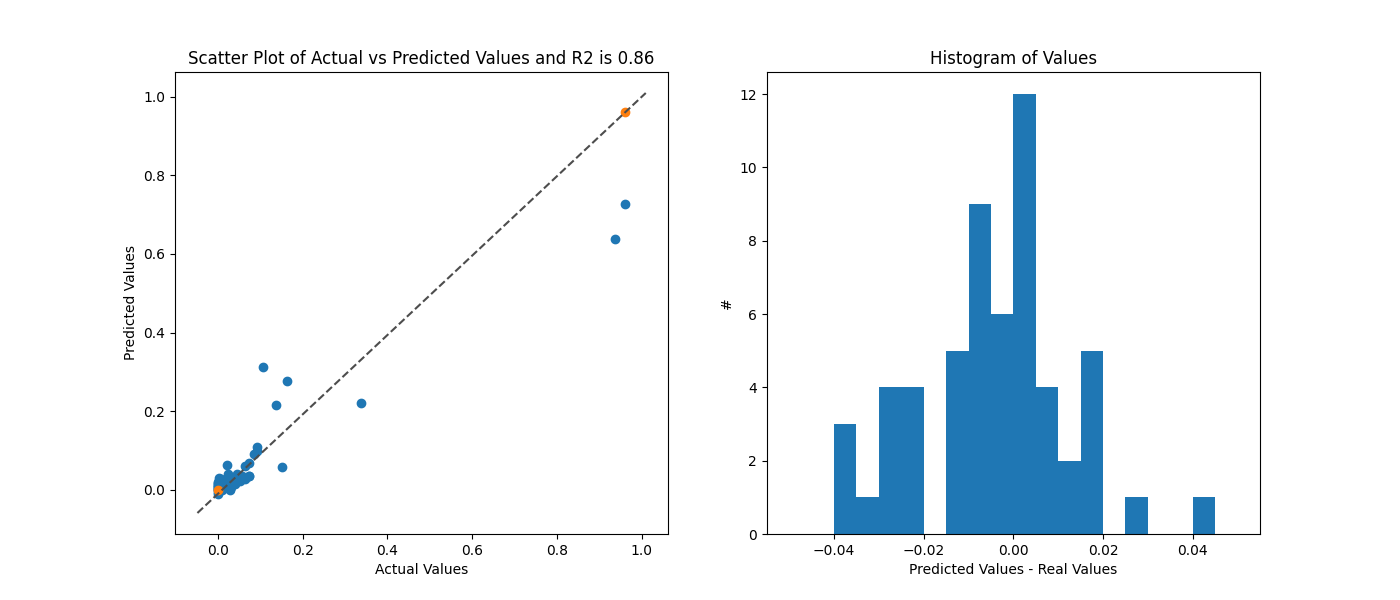 Scatter Plot of Actual vs Predicted Values and R2 is 0.86
1.0
0.8
0.6
0.4
0.2
0.0
Predicted Values
0.0 0.2 0.4 0.6 0.8 1.0
Actual Values
Histogram of Values
12
10
8
6
4
2
0
#
−0.04 −0.02 0.00 0.02 0.04
Predicted Values - Real Values